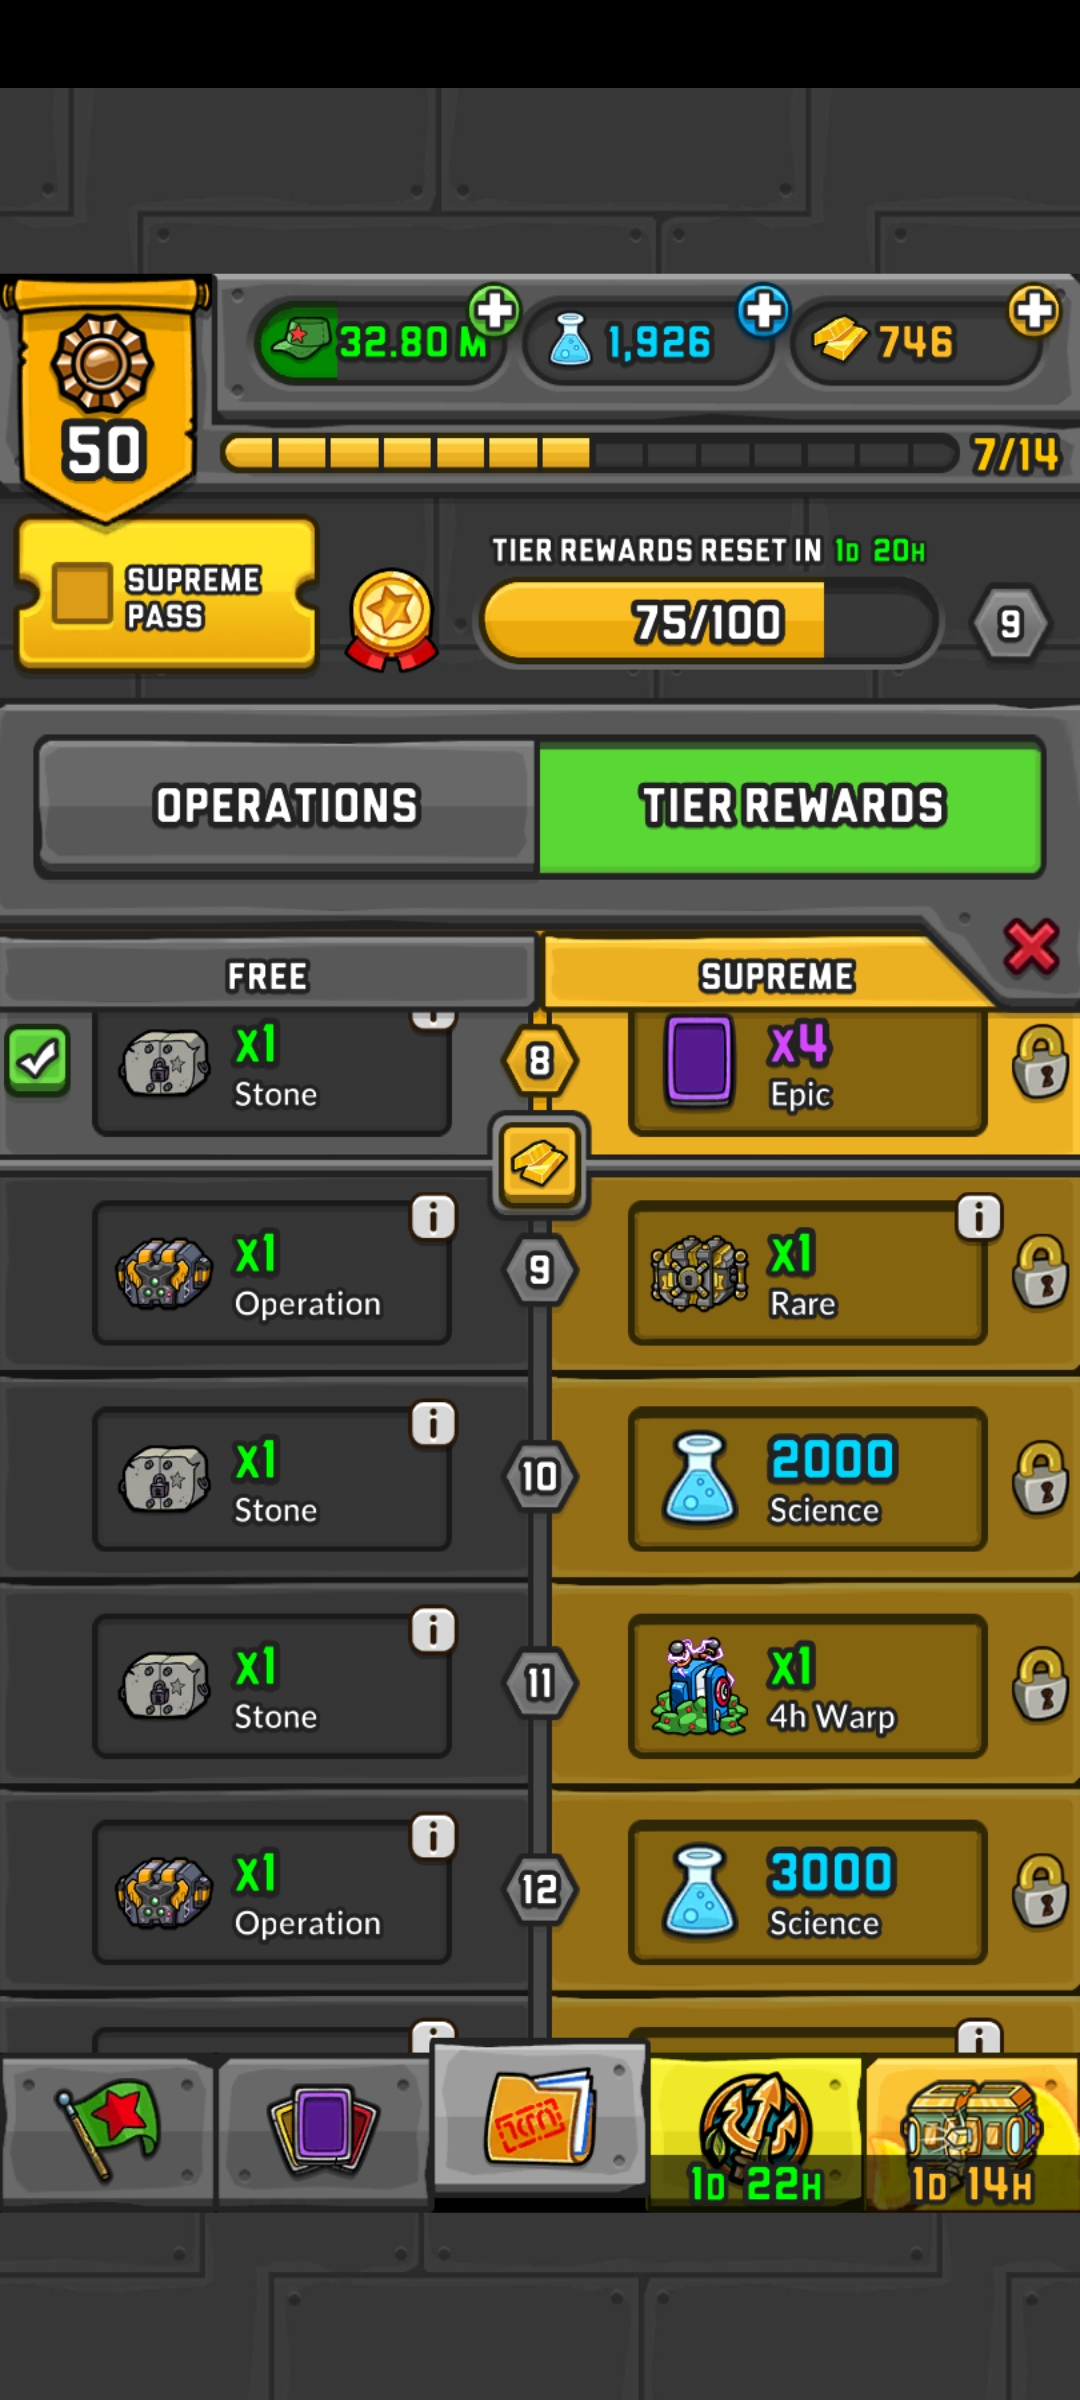 32.80 M
1,926
746
50
7/14
TIER REWARDS RESET IN 1D 20H
SUPREME
PASS
75/100
9
OPERATIONS
TIER REWARDS
FREE
SUPREME
X1
Stone
8
X4
Epic
X1
Operation
9
X1
Rare
X1
Stone
10
2000
Science
X1
Stone
11
X1
4h Warp
X1
Operation
12
3000
Science
1D 22H
1D 14H